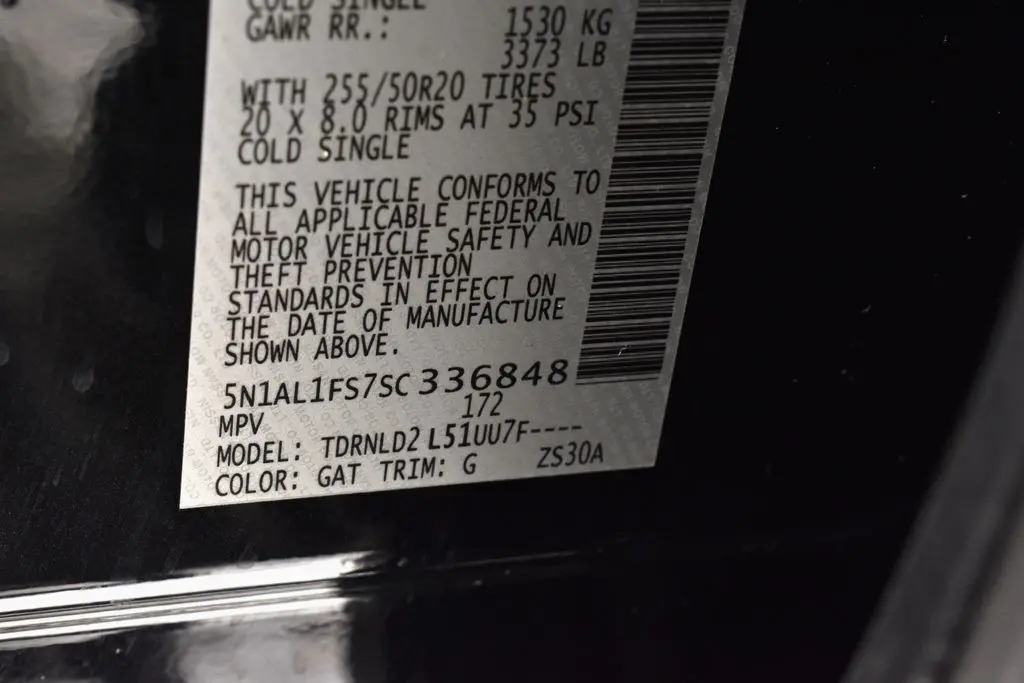 COLD SINGLE
GAWR RR.: 1530 KG
3373 LB
WITH 255/50R20 TIRES
20 X 8.0 RIMS AT 35 PSI
COLD SINGLE
THIS VEHICLE CONFORMS TO
ALL APPLICABLE FEDERAL
MOTOR VEHICLE SAFETY AND
THEFT PREVENTION
STANDARDS IN EFFECT ON
THE DATE OF MANUFACTURE
SHOWN ABOVE.
5N1AL1FS7SC336848
MPV 172
MODEL: TDRNLD2 L51UU7F----
COLOR: GAT TRIM: G ZS30A